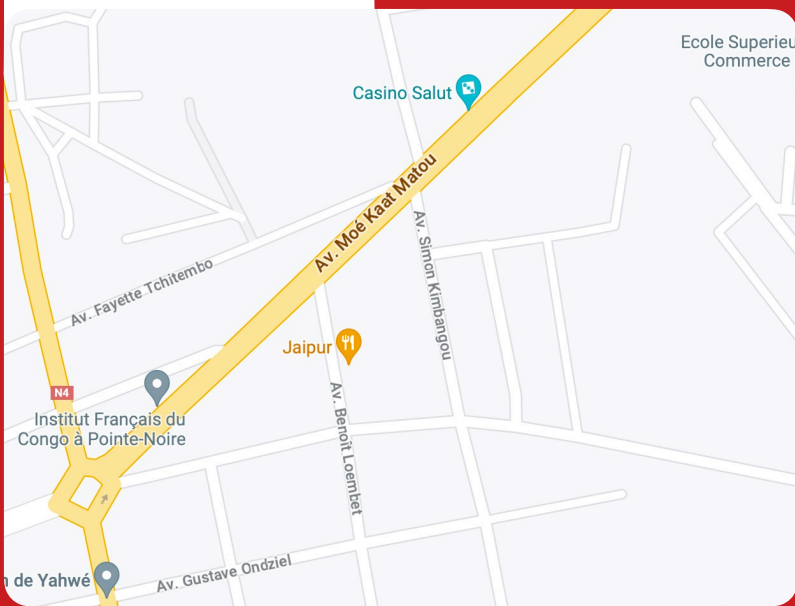 Ecole Superieu
Commerce
Casino Salut
Av. Moé Kaat Matou
Av. Simon Kimbangou
Av. Fayette Tchitembo
Jaipur
N4
Av. Benoît Loembet
Institut Français du
Congo à Pointe-Noire
n de Yahwé
Av. Gustave Ondziel